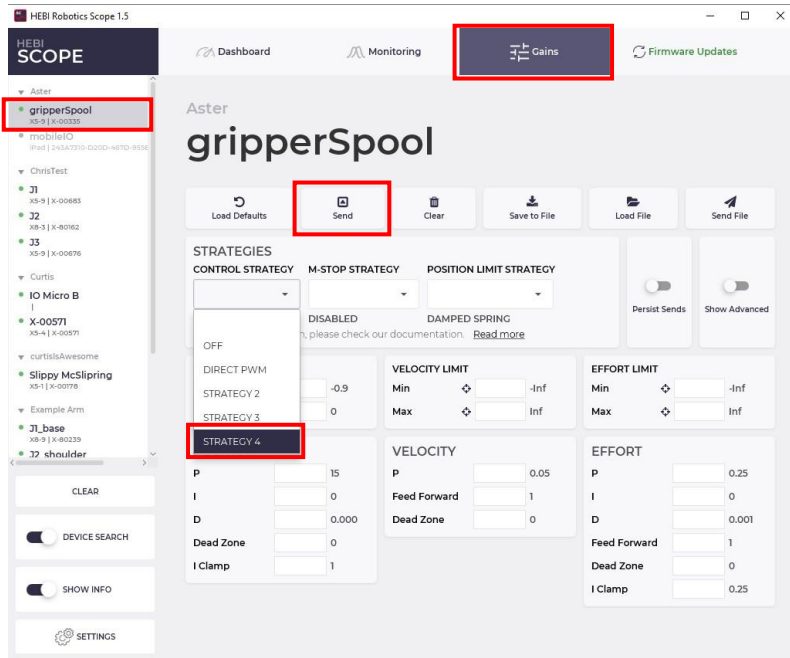 HEBI Robotics Scope 1.5
HEBI
SCOPE
Dashboard
Monitoring
Gains
Firmware Updates
Aster
gripperSpool
X5-9 | X-00335
mobileIO
ChrisTest
J1
X5-9 | X-00683
J2
X8-3 | X-80162
J3
X5-9 | X-00676
Curtis
IO Micro B
|
X-00571
X5-4 | X-00571
curtisIsAwesome
Slippy McSlipring
X5-1 | X-00178
Example Arm
J1_base
X8-9 | X-80239
J2_shoulder
CLEAR
DEVICE SEARCH
SHOW INFO
SETTINGS
Aster
gripperSpool
Load Defaults
Send
Clear
Save to File
Load File
Send File
STRATEGIES
CONTROL STRATEGY M-STOP STRATEGY POSITION LIMIT STRATEGY
DISABLED DAMPED SPRING
, please check our documentation. Read more
OFF
DIRECT PWM
STRATEGY 2
STRATEGY 3
STRATEGY 4
Persist Sends
Show Advanced
-0.9
0
VELOCITY LIMIT
Min -Inf
Max Inf
EFFORT LIMIT
Min -Inf
Max Inf
P 15
I 0
D 0.000
Dead Zone 0
I Clamp 1
VELOCITY
P 0.05
Feed Forward 1
Dead Zone 0
EFFORT
P 0.25
I 0
D 0.001
Feed Forward 1
Dead Zone 0
I Clamp 0.25